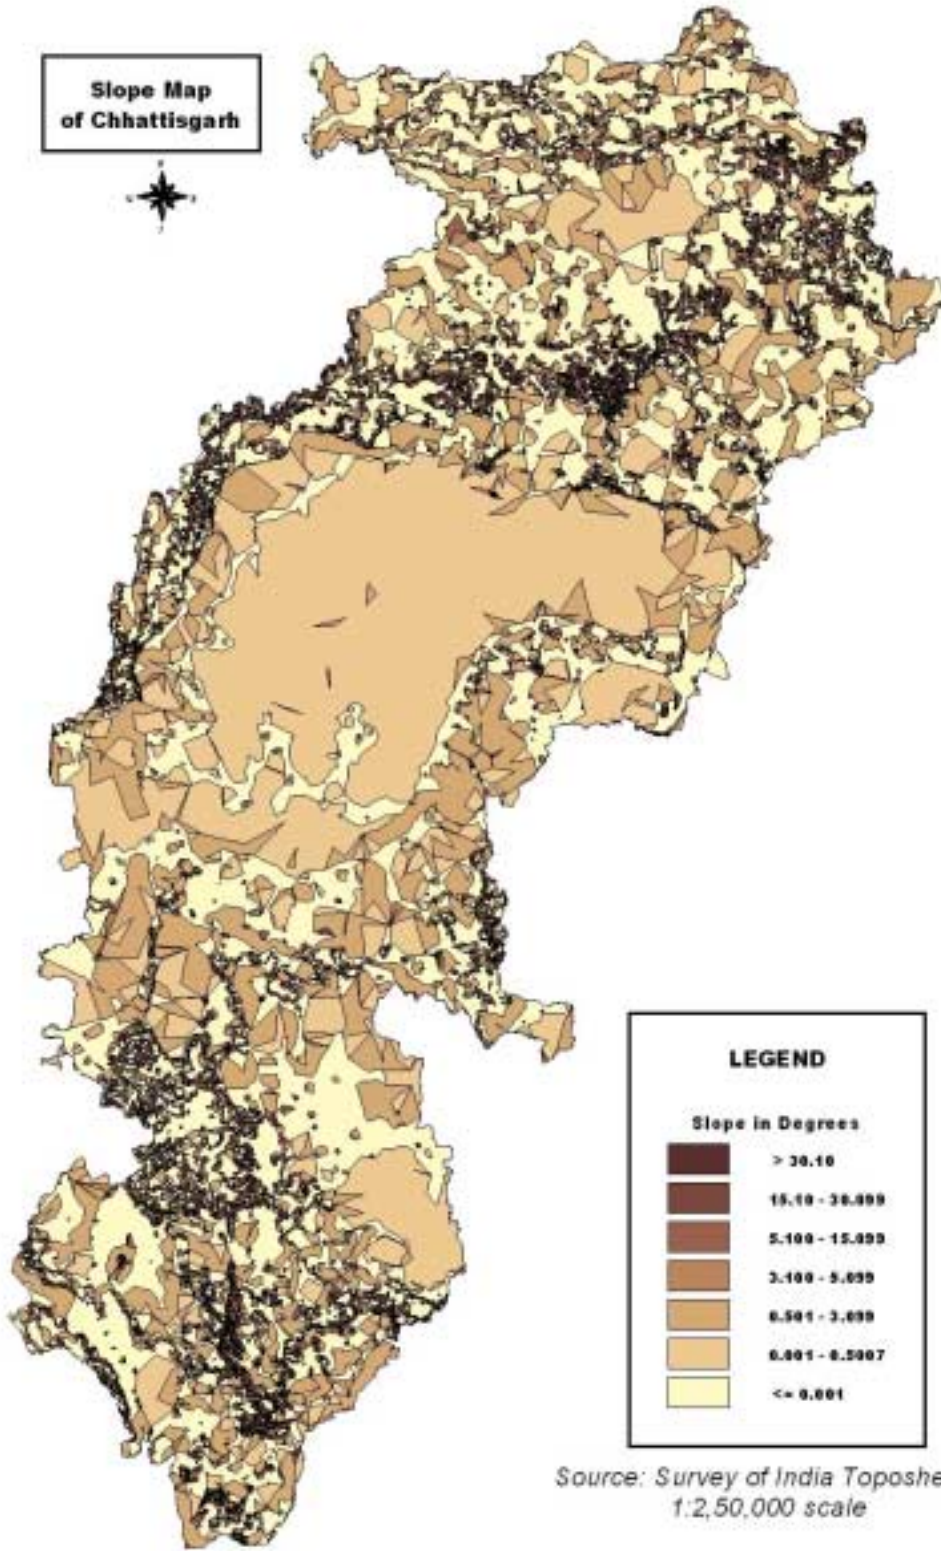 Slope Map
of Chhattisgarh
LEGEND
Slope in Degrees
> 30.10
15.10 - 30.099
5.100 - 15.099
3.100 - 5.099
0.501 - 3.099
0.001 - 0.5007
<= 0.001
Source: Survey of India Toposhe
1:2,50,000 scale